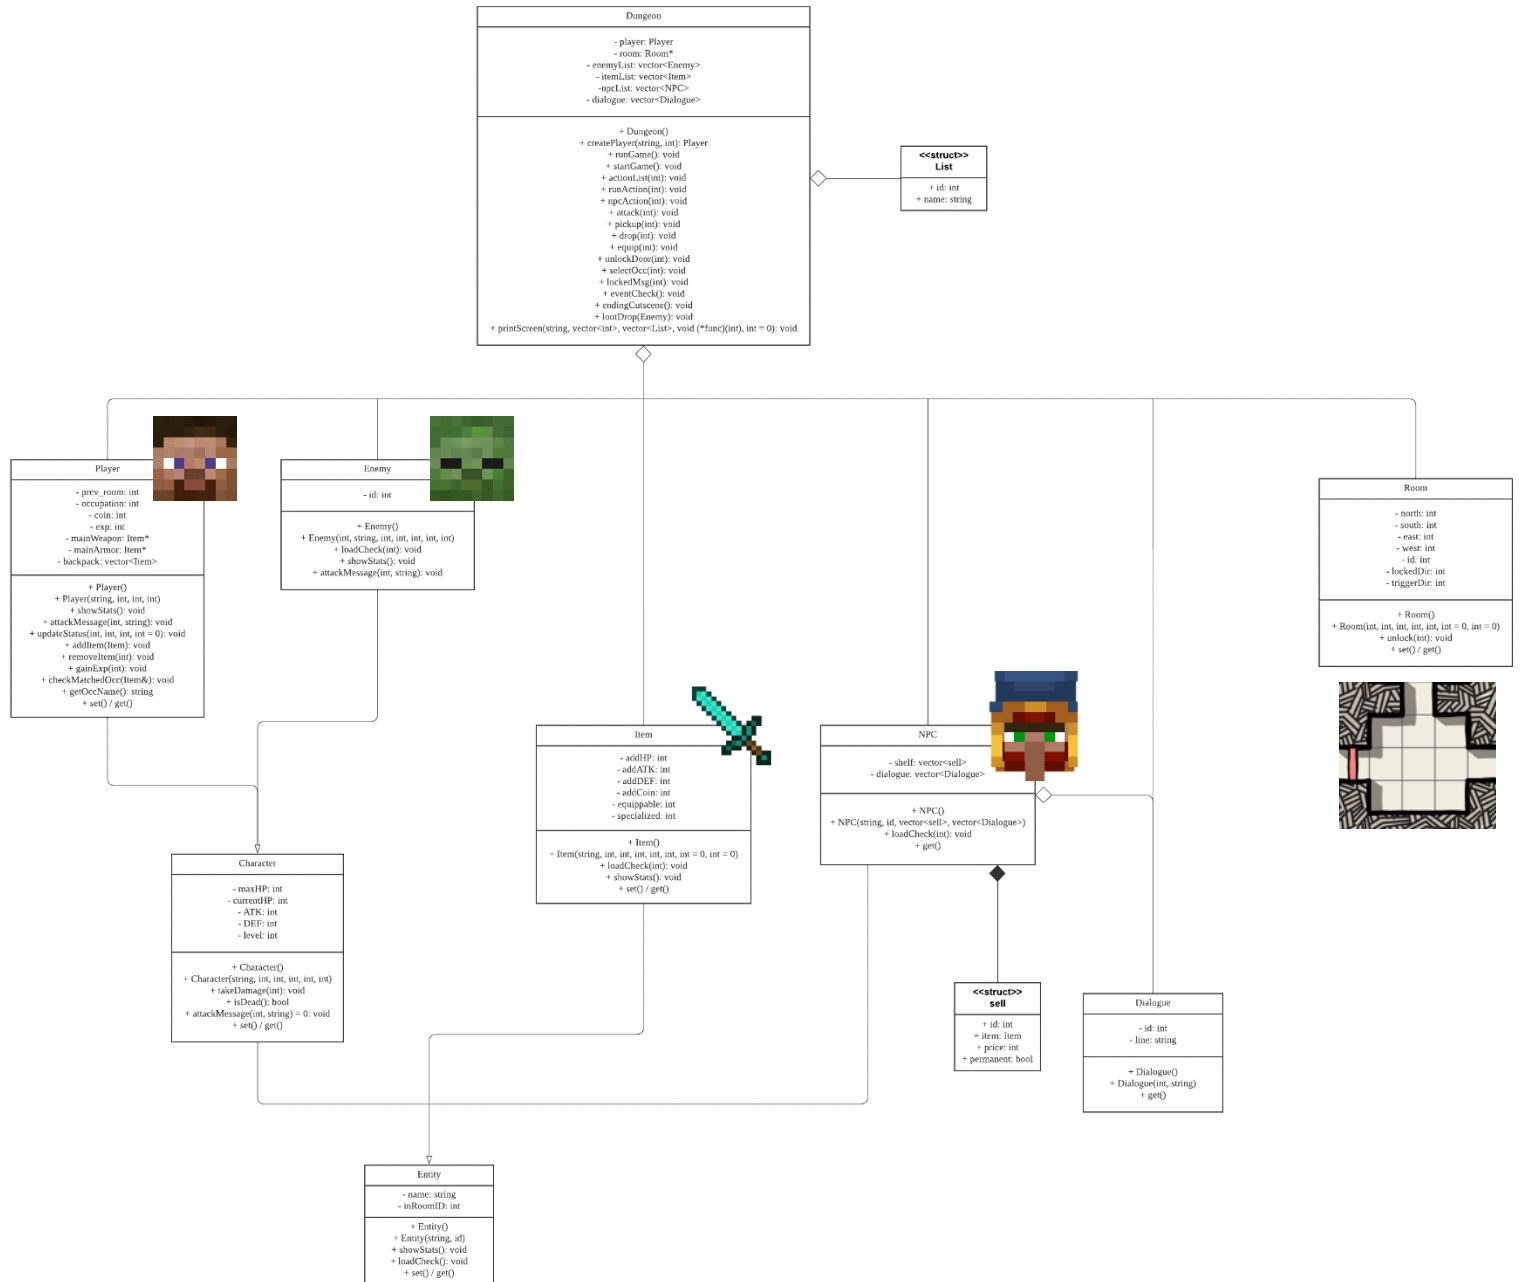 Dungeon
- player: Player
- room: Room*
- enemyList: vector<Enemy>
- itemList: vector<Item>
-npcList: vector<NPC>
- dialogue: vector<Dialogue>
+ Dungeon()
+ createPlayer(string, int): Player
+ runGame(): void
+ startGame(): void
+ actionList(int): void
+ runAction(int): void
+ npcAction(int): void
+ attack(int): void
+ pickup(int): void
+ drop(int): void
+ equip(int): void
+ unlockDoor(int): void
+ selectOcc(int): void
+ lockedMsg(int): void
+ eventCheck(): void
+ endingCutscene(): void
+ lootDrop(Enemy): void
+ printScreen(string, vector<int>, vector<List>, void (*func)(int), int = 0): void
<<struct>>
List
+ id: int
+ name: string
Player
- prev_room: int
- occupation: int
- coin: int
- exp: int
- mainWeapon: Item*
- mainArmor: Item*
- backpack: vector<Item>
+ Player()
+ Player(string, int, int, int)
+ showStats(): void
+ attackMessage(int, string): void
+ updateStatus(int, int, int, int = 0): void
+ addItem(Item): void
+ removeItem(int): void
+ gainExp(int): void
+ checkMatchedOcc(Item&): void
+ getOccName(): string
+ set() / get()
Enemy
- id: int
+ Enemy()
+ Enemy(int, string, int, int, int, int, int)
+ loadCheck(int): void
+ showStats(): void
+ attackMessage(int, string): void
Room
- north: int
- south: int
- east: int
- west: int
- id: int
- lockedDir: int
- triggerDir: int
+ Room()
+ Room(int, int, int, int, int, int = 0, int = 0)
+ unlock(int): void
+ set() / get()
Item
- addHP: int
- addATK: int
- addDEF: int
- addCoin: int
- equippable: int
- specialized: int
+ Item()
+ Item(string, int, int, int, int, int, int = 0, int = 0)
+ loadCheck(int): void
+ showStats(): void
+ set() / get()
NPC
- shelf: vector<sell>
- dialogue: vector<Dialogue>
+ NPC()
+ NPC(string, id, vector<sell>, vector<Dialogue>)
+ loadCheck(int): void
+ get()
Character
- maxHP: int
- currentHP: int
- ATK: int
- DEF: int
- level: int
+ Character()
+ Character(string, int, int, int, int, int)
+ takeDamage(int): void
+ isDead(): bool
+ attackMessage(int, string) = 0: void
+ set() / get()
<<struct>>
sell
+ id: int
+ item: Item
+ price: int
+ permanent: bool
Dialogue
- id: int
- line: string
+ Dialogue()
+ Dialogue(int, string)
+ get()
Entity
- name: string
- inRoomID: int
+ Entity()
+ Entity(string, id)
+ showStats(): void
+ loadCheck(): void
+ set() / get()